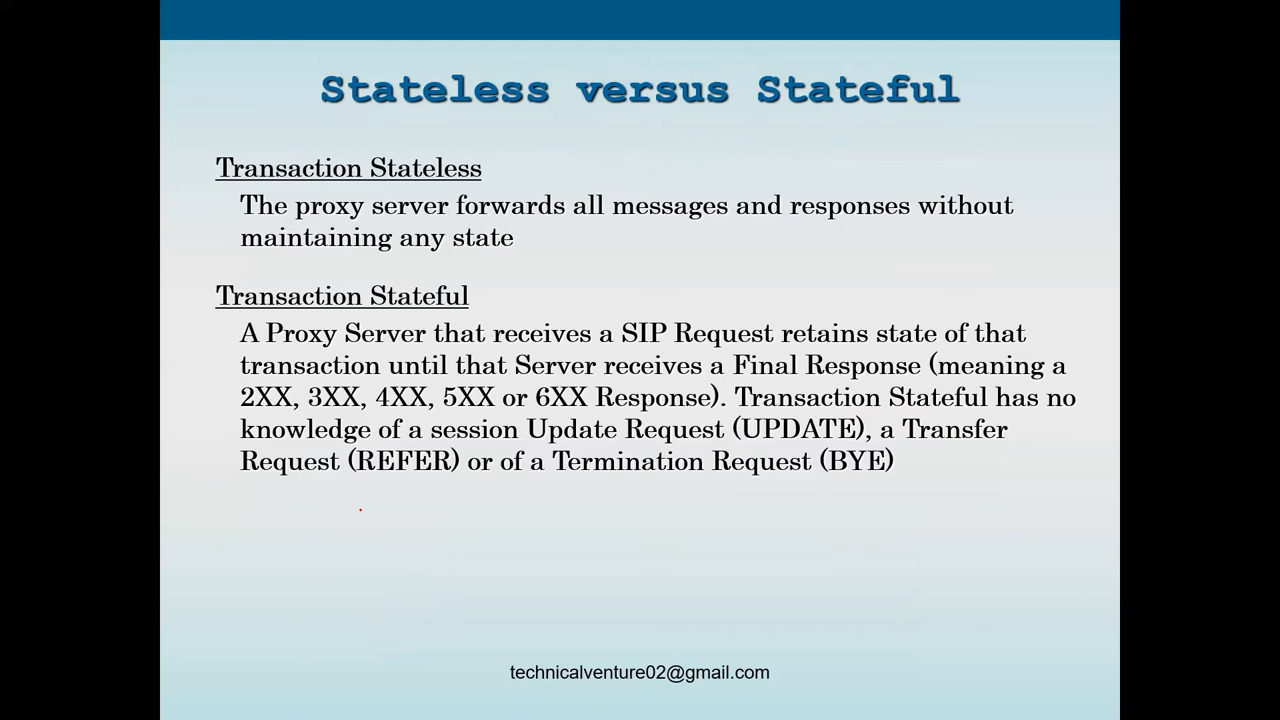 Stateless versus Stateful
Transaction Stateless
The proxy server forwards all messages and responses without
maintaining any state
Transaction Stateful
A Proxy Server that receives a SIP Request retains state of that
transaction until that Server receives a Final Response (meaning a
2XX, 3XX, 4XX, 5XX or 6XX Response). Transaction Stateful has no
knowledge of a session Update Request (UPDATE), a Transfer
Request (REFER) or of a Termination Request (BYE)
technicalventure02@gmail.com